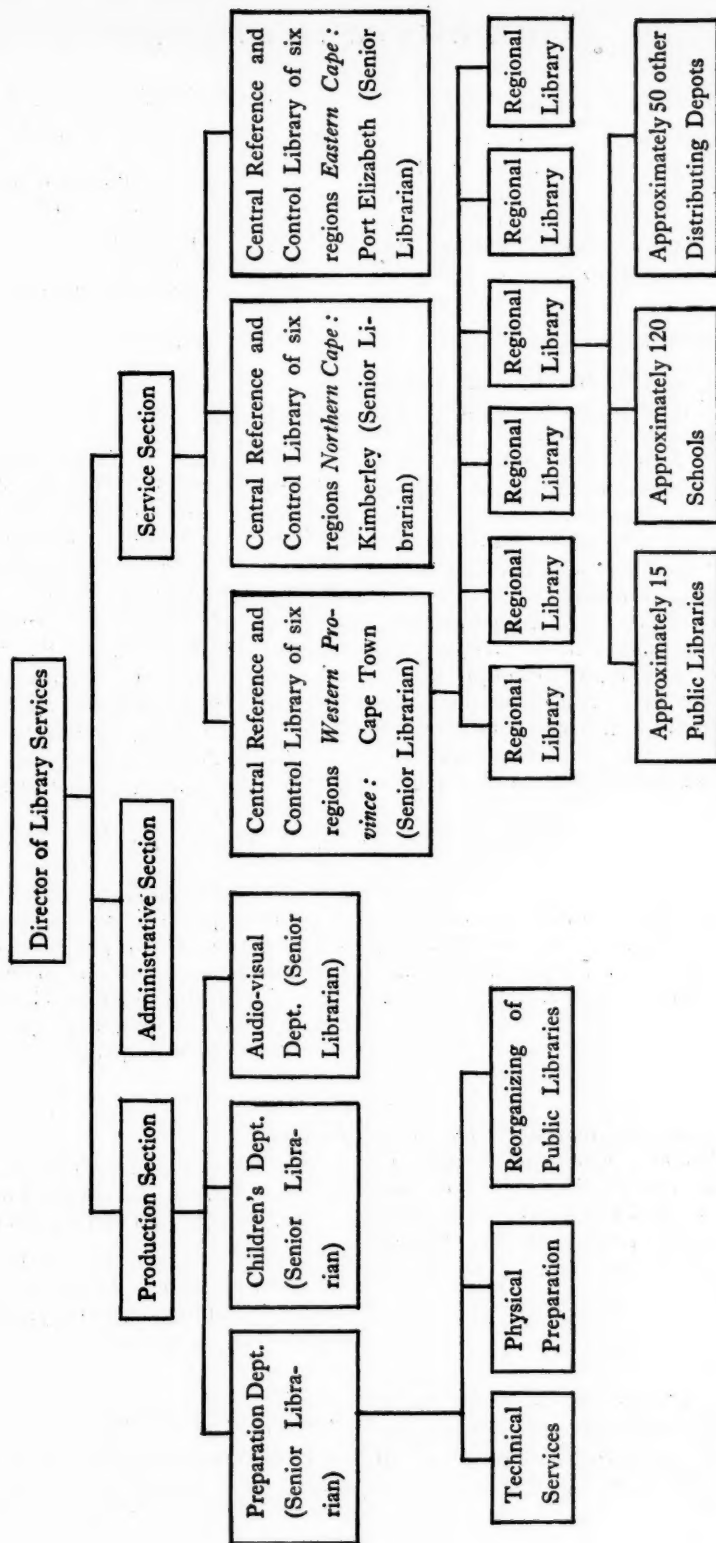 Director of Library Services
Production Section
Administrative Section
Service Section
Preparation Dept.
(Senior Libra-
rian)
Children's Dept.
(Senior Libra-
rian)
Audio-visual
Dept. (Senior
Librarian)
Central Reference and
Control Library of six
regions Western Pro-
vince: Cape Town
(Senior Librarian)
Central Reference and
Control Library of six
regions Northern Cape:
Kimberley (Senior Li-
brarian)
Central Reference and
Control Library of six
regions Eastern Cape:
Port Elizabeth (Senior
Librarian)
Technical
Services
Physical
Preparation
Reorganizing of
Public Libraries
Regional
Library
Regional
Library
Regional
Library
Regional
Library
Regional
Library
Regional
Library
Approximately 15
Public Libraries
Approximately 120
Schools
Approximately 50 other
Distributing Depots